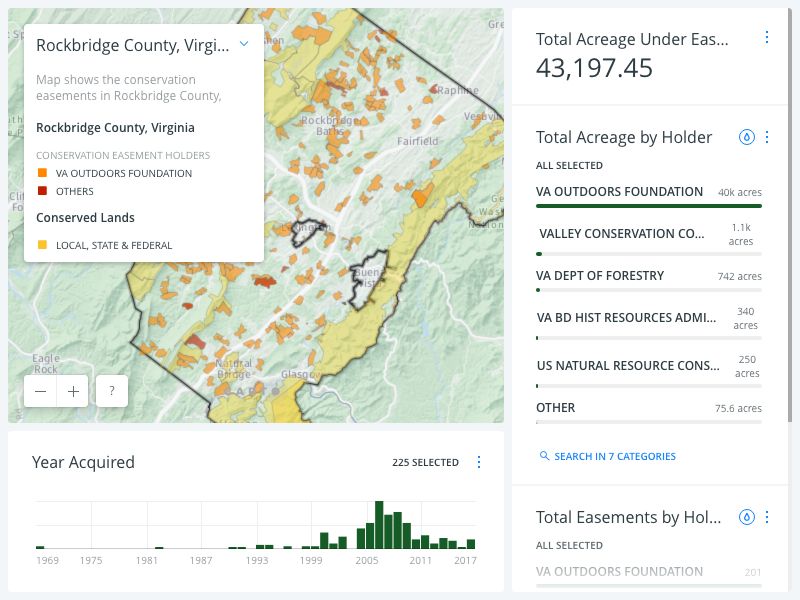 Rockbridge County, Virgi...
Map shows the conservation
easements in Rockbridge County,
Rockbridge County, Virginia
CONSERVATION EASEMENT HOLDERS
VA OUTDOORS FOUNDATION
OTHERS
Conserved Lands
LOCAL, STATE & FEDERAL
Raphine
Rockbridge
Baths
Fairfield
Buena
Vista
Eagle
Rock
Natural
Bridge
Glasgow
− + ?
Year Acquired
225 SELECTED
1969 1975 1981 1987 1993 1999 2005 2011 2017
Total Acreage Under Eas...
43,197.45
Total Acreage by Holder
ALL SELECTED
VA OUTDOORS FOUNDATION 40k acres
VALLEY CONSERVATION CO... 1.1k
acres
VA DEPT OF FORESTRY 742 acres
VA BD HIST RESOURCES ADMI... 340
acres
US NATURAL RESOURCE CONS... 250
acres
OTHER 75.6 acres
SEARCH IN 7 CATEGORIES
Total Easements by Hol...
ALL SELECTED
VA OUTDOORS FOUNDATION 201